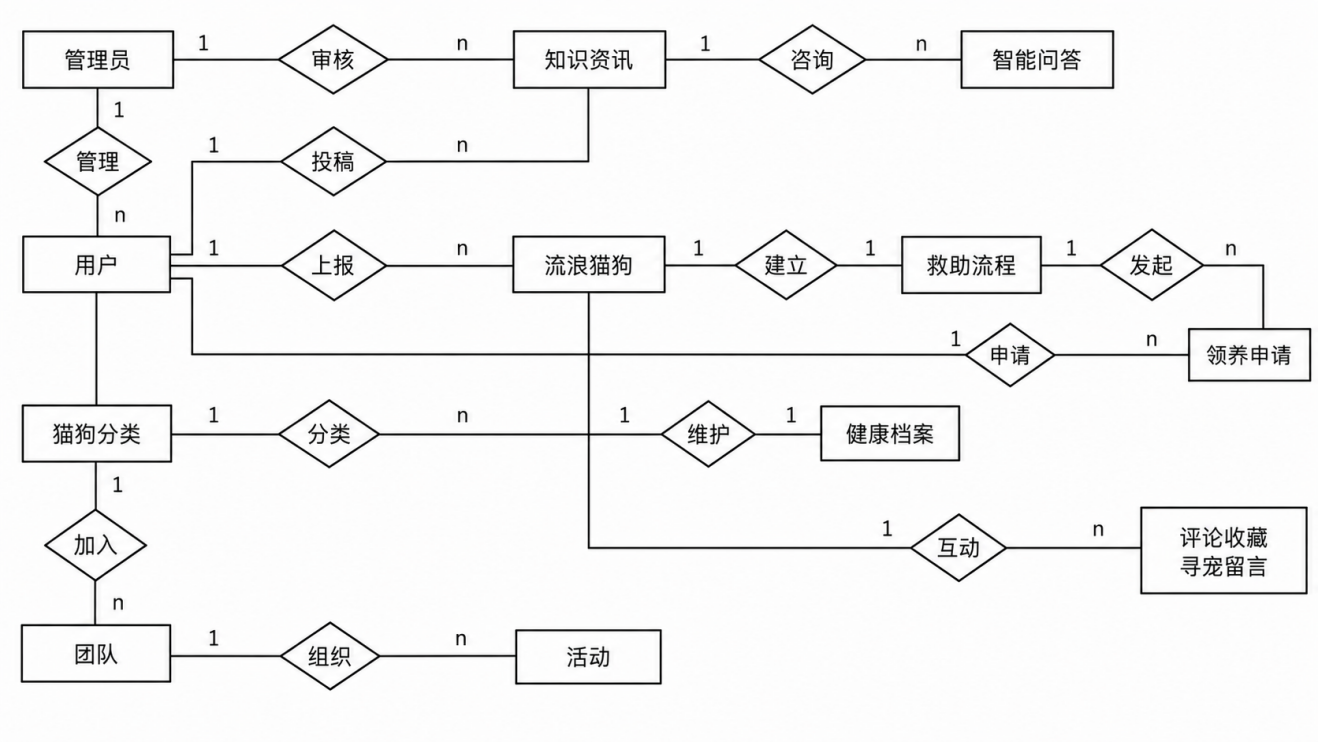 管理员 1 审核 n 知识资讯 1 咨询 n 智能问答
1
管理 1 投稿 n
n
用户 1 上报 n 流浪猫狗 1 建立 1 救助流程 1 发起 n
1 申请 n 领养申请
猫狗分类 1 分类 n 1 维护 1 健康档案
1
加入 1 互动 n 评论收藏
寻宠留言
n
团队 1 组织 n 活动